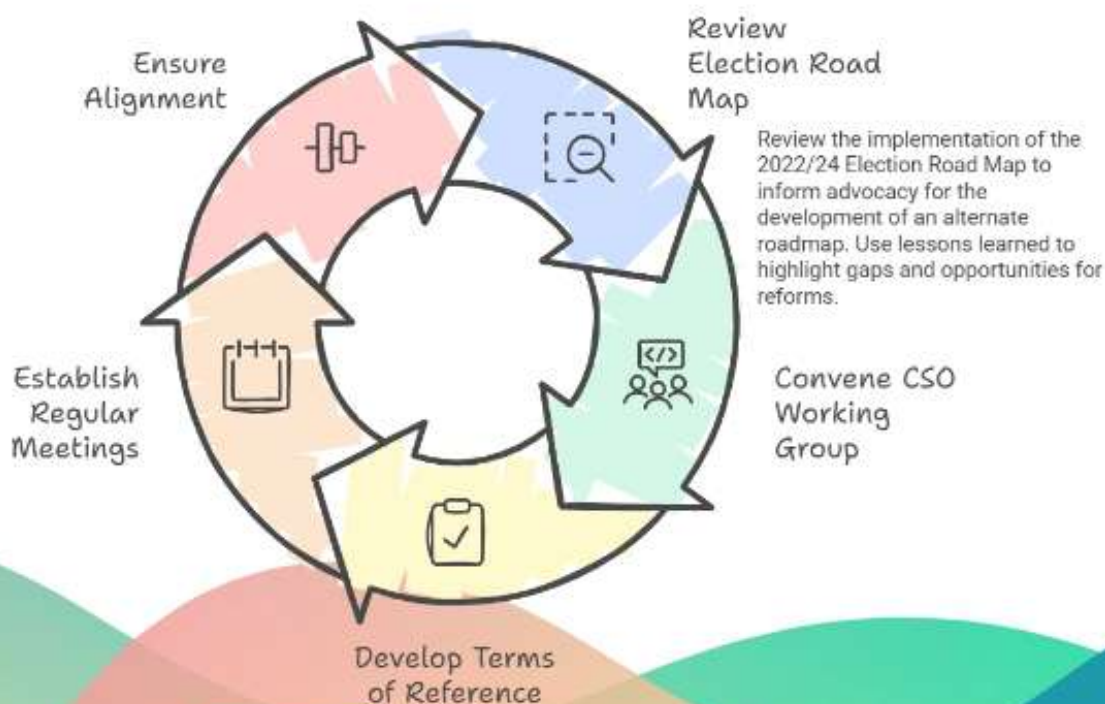 Review
Election Road
Map
Review the implementation of the
2022/24 Election Road Map to
inform advocacy for the
development of an alternate
roadmap. Use lessons learned to
highlight gaps and opportunities for
reforms.
Convene CSO
Working
Group
Develop Terms
of Reference
Establish
Regular
Meetings
Ensure
Alignment